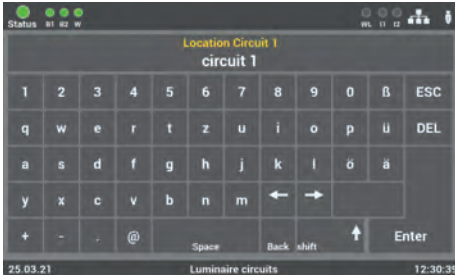 Status B1 B2 W WL I1 I2
Location Circuit 1
circuit 1
1 2 3 4 5 6 7 8 9 0 ß ESC
q w e r t z u i o p ü DEL
a s d f g h j k l ö ä
y x c v b n m ← →
+ - . @ Space Back shift ↑ Enter
25.03.21 Luminaire circuits 12:30:39